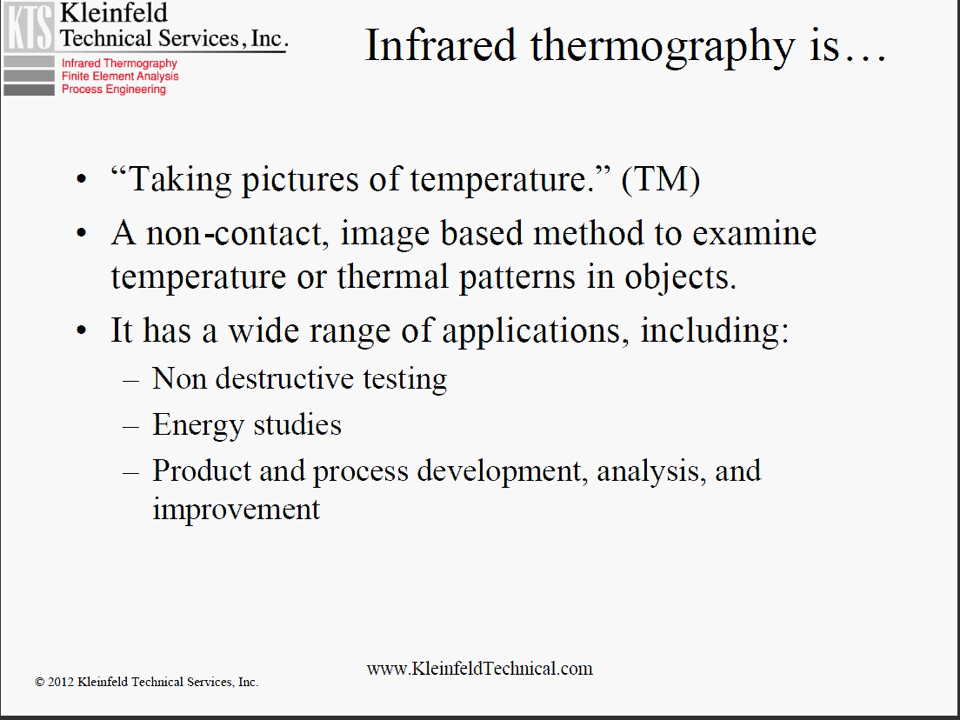 KTS
Kleinfeld
Technical Services, Inc.
Infrared Thermography
Finite Element Analysis
Process Engineering
Infrared thermography is…
• “Taking pictures of temperature.” (TM)
• A non-contact, image based method to examine
temperature or thermal patterns in objects.
• It has a wide range of applications, including:
– Non destructive testing
– Energy studies
– Product and process development, analysis, and
improvement
www.KleinfeldTechnical.com
© 2012 Kleinfeld Technical Services, Inc.